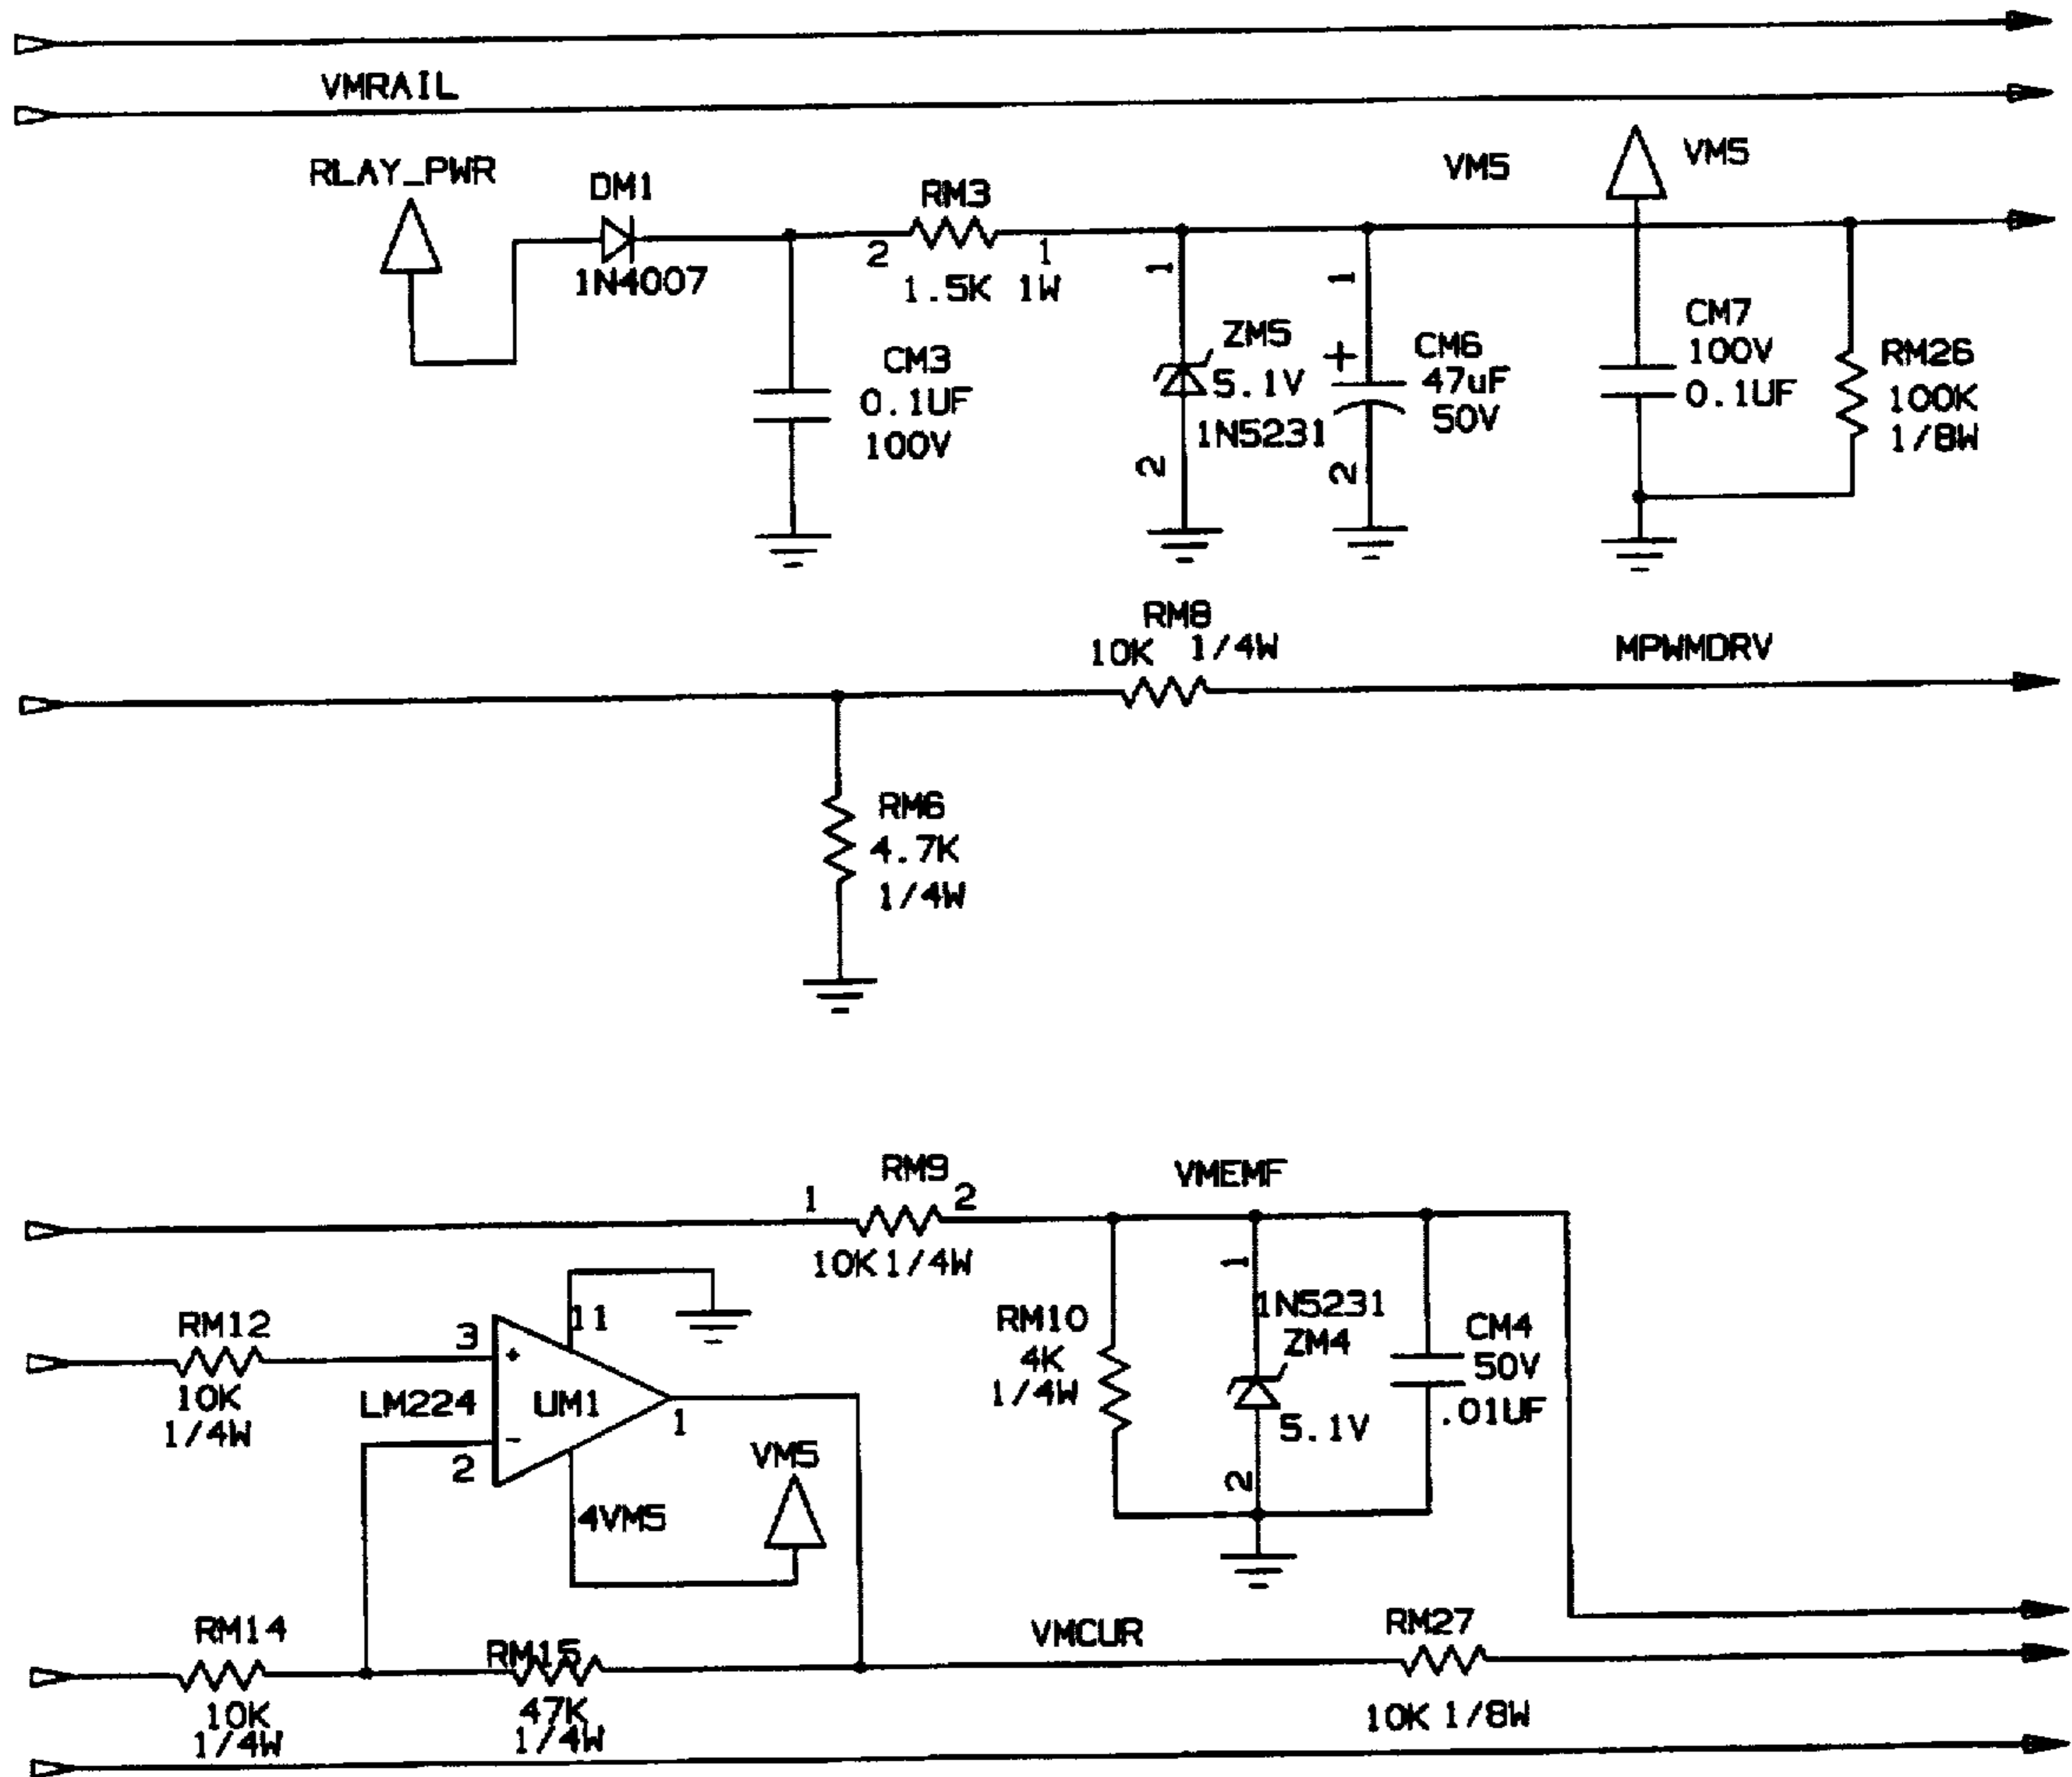 VMRAIL
RLAY_PWR
DM1
1N4007
RM3
2
1
1.5K 1W
VM5
VM5
CM3
0.1UF
100V
1
ZM5
5.1V
1N5231
2
1
+
CM6
47uF
50V
2
CM7
100V
0.1UF
RM26
100K
1/8W
RM8
10K 1/4W
MPWMDRV
RM6
4.7K
1/4W
RM9
1
2
10K 1/4W
VMEMF
RM12
10K
1/4W
3
+
11
LM224
UM1
1
-
2
4VM5
VM5
RM10
4K
1/4W
1
1N5231
ZM4
5.1V
2
CM4
50V
.01UF
RM14
10K
1/4W
RM15
47K
1/4W
VMCUR
RM27
10K 1/8W